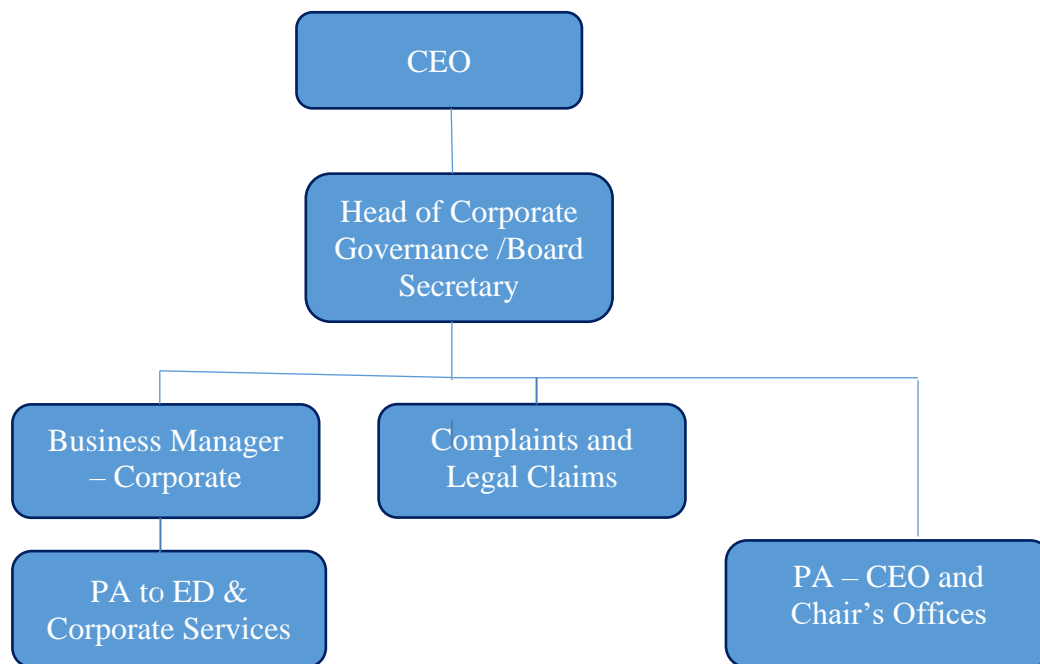 CEO
Head of Corporate
Governance /Board
Secretary
Business Manager
– Corporate
Complaints and
Legal Claims
PA to ED &
Corporate Services
PA – CEO and
Chair’s Offices